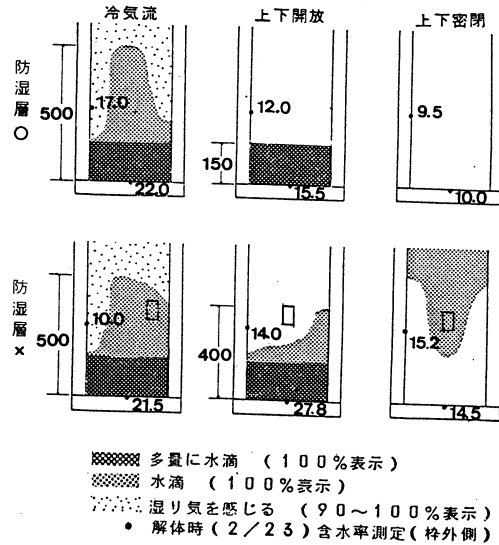 冷気流 上下開放 上下密閉
防湿層○
500
17.0
22.0
150
12.0
15.5
9.5
10.0
防湿層×
500
10.0
21.5
400
14.0
27.8
15.2
14.5
多量に水滴 (100%表示)
水滴 (100%表示)
湿り気を感じる (90～100%表示)
● 解体時(2/23)含水率測定(枠外側)